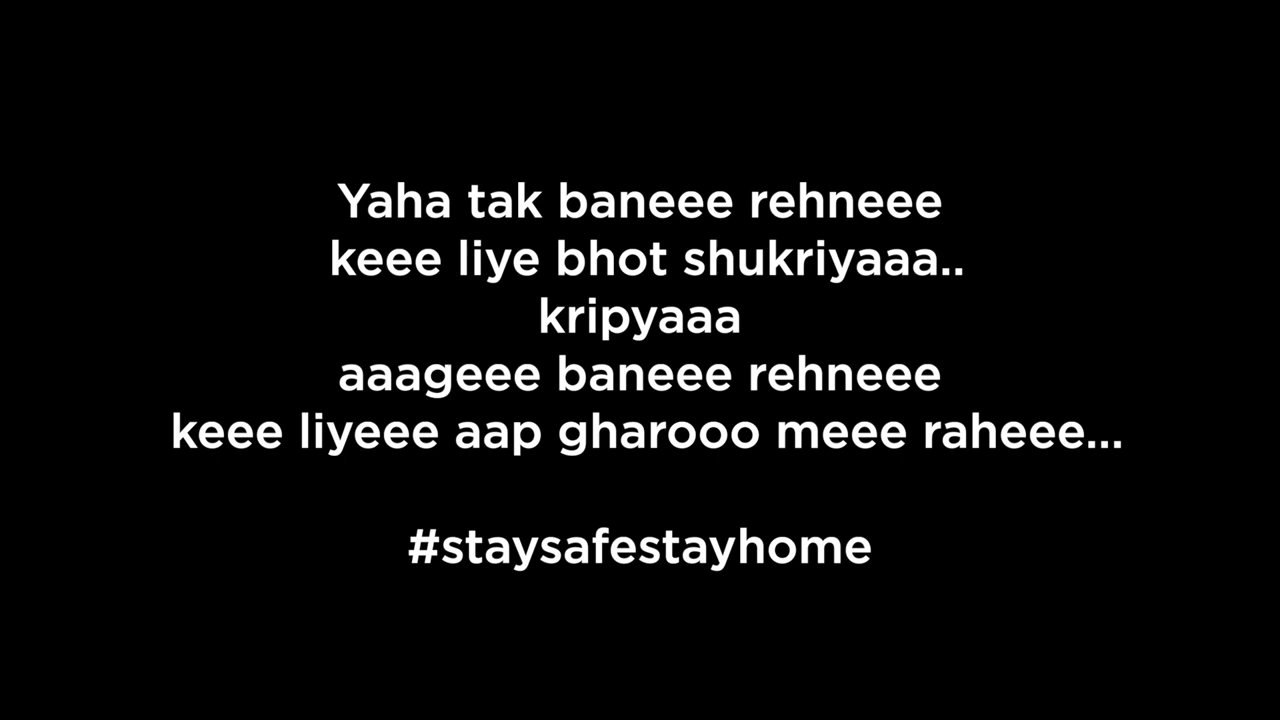 Yaha tak baneee rehneee
keee liye bhot shukriyaaa..
kripyaaa
aaageee baneee rehneee
keee liyeee aap gharooo meee raheee...
#staysafestayhome